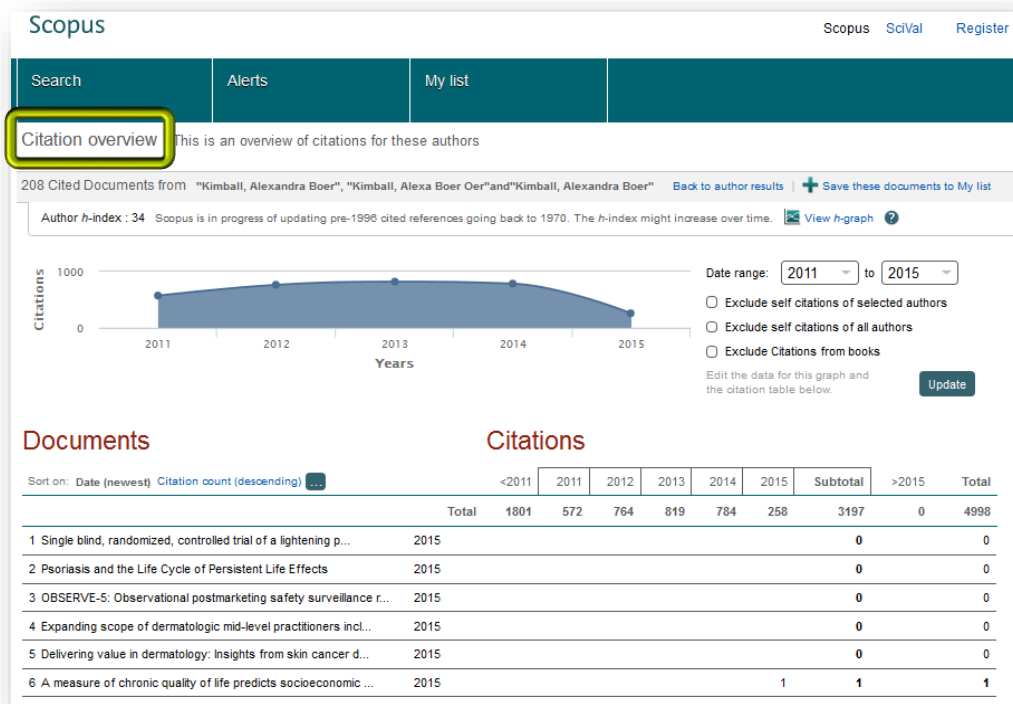 Scopus
Scopus SciVal Register
Search Alerts My list
Citation overview This is an overview of citations for these authors
208 Cited Documents from "Kimball, Alexandra Boer", "Kimball, Alexa Boer Oer"and"Kimball, Alexandra Boer" Back to author results | Save these documents to My list
Author h-index : 34 Scopus is in progress of updating pre-1996 cited references going back to 1970. The h-index might increase over time. View h-graph ?
Citations
1000
0
2011 2012 2013 2014 2015
Years
Date range: 2011 to 2015
Exclude self citations of selected authors
Exclude self citations of all authors
Exclude Citations from books
Edit the data for this graph and
the citation table below.
Update
Documents Citations
Sort on: Date (newest) Citation count (descending) ...
<2011 2011 2012 2013 2014 2015 Subtotal >2015 Total
Total 1801 572 764 819 784 258 3197 0 4998
1 Single blind, randomized, controlled trial of a lightening p... 2015 0 0
2 Psoriasis and the Life Cycle of Persistent Life Effects 2015 0 0
3 OBSERVE-5: Observational postmarketing safety surveillance r... 2015 0 0
4 Expanding scope of dermatologic mid-level practitioners incl... 2015 0 0
5 Delivering value in dermatology: Insights from skin cancer d... 2015 0 0
6 A measure of chronic quality of life predicts socioeconomic ... 2015 1 1 1